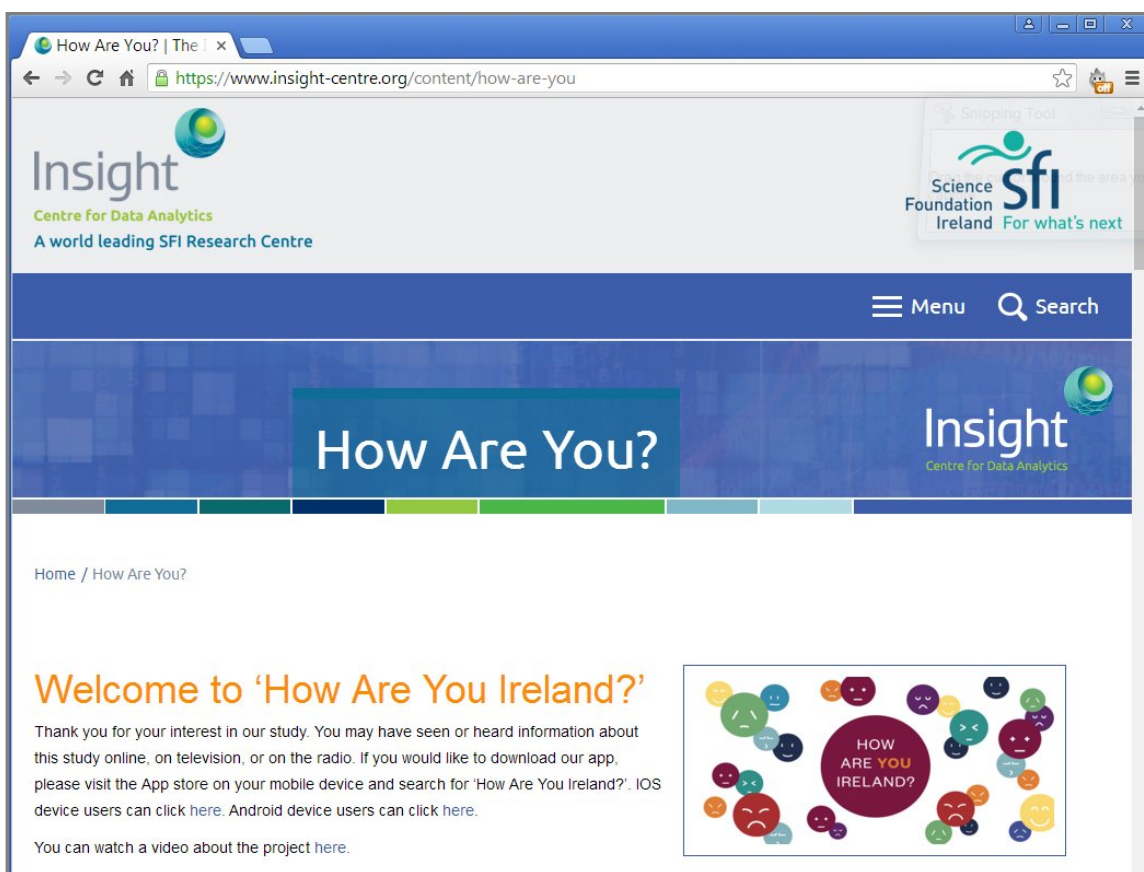 How Are You? | The I
https://www.insight-centre.org/content/how-are-you
off
Snipping Tool
Insight
Centre for Data Analytics
A world leading SFI Research Centre
Science
Foundation
Ireland
sfi
For what's next
Menu
Search
How Are You?
Insight
Centre for Data Analytics
Home / How Are You?
Welcome to ‘How Are You Ireland?’
Thank you for your interest in our study. You may have seen or heard information about
this study online, on television, or on the radio. If you would like to download our app,
please visit the App store on your mobile device and search for ‘How Are You Ireland?’. IOS
device users can click here. Android device users can click here.
You can watch a video about the project here.
HOW
ARE YOU
IRELAND?